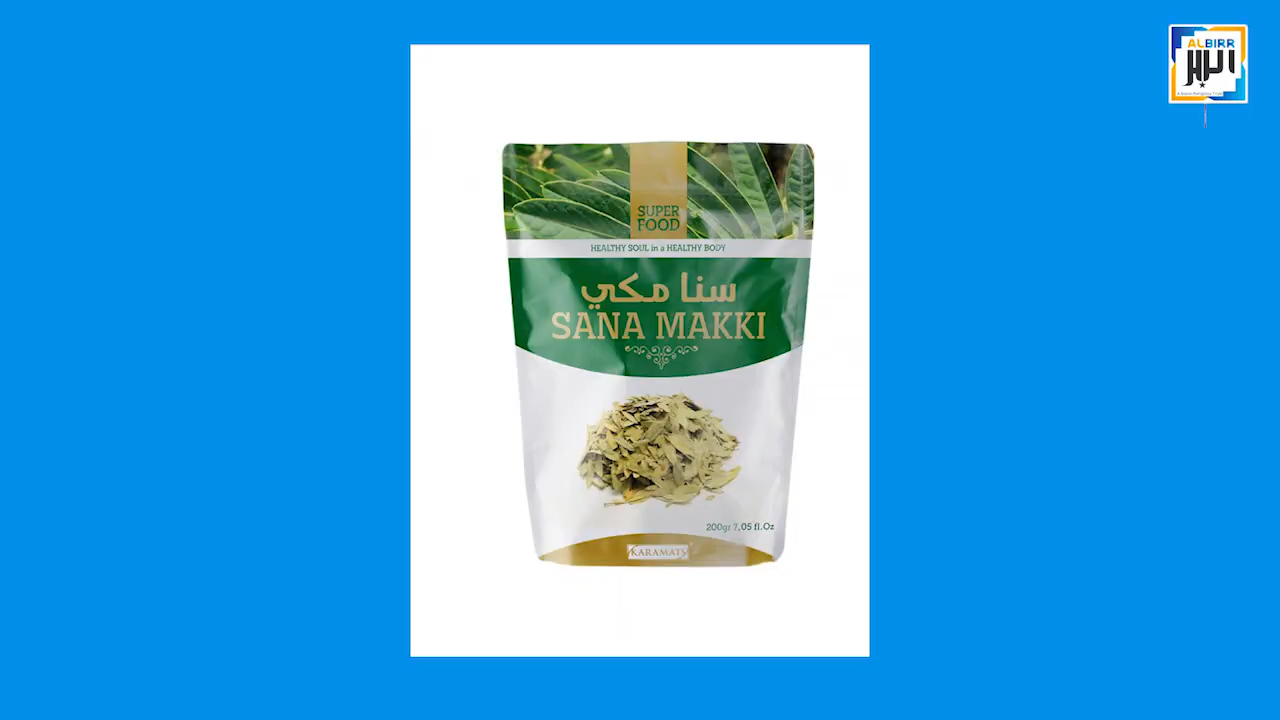 ALBIRR
البر
SUPER
FOOD
HEALTHY SOUL in a HEALTHY BODY
سنا مكي
SANA MAKKI
200gr 7,05 fl.Oz
KARAMATS